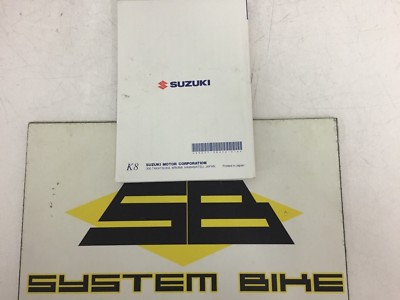 SUZUKI
K8 SUZUKI MOTOR CORPORATION
Printed in Japan
SB
SYSTEM BIKE